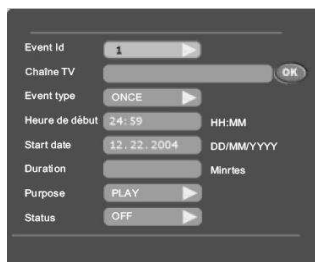 Event Id 1
Chaîne TV OK
Event type ONCE
Heure de début 24:59 HH:MM
Start date 12.22.2004 DD/MM/YYYY
Duration Minrtes
Purpose PLAY
Status OFF